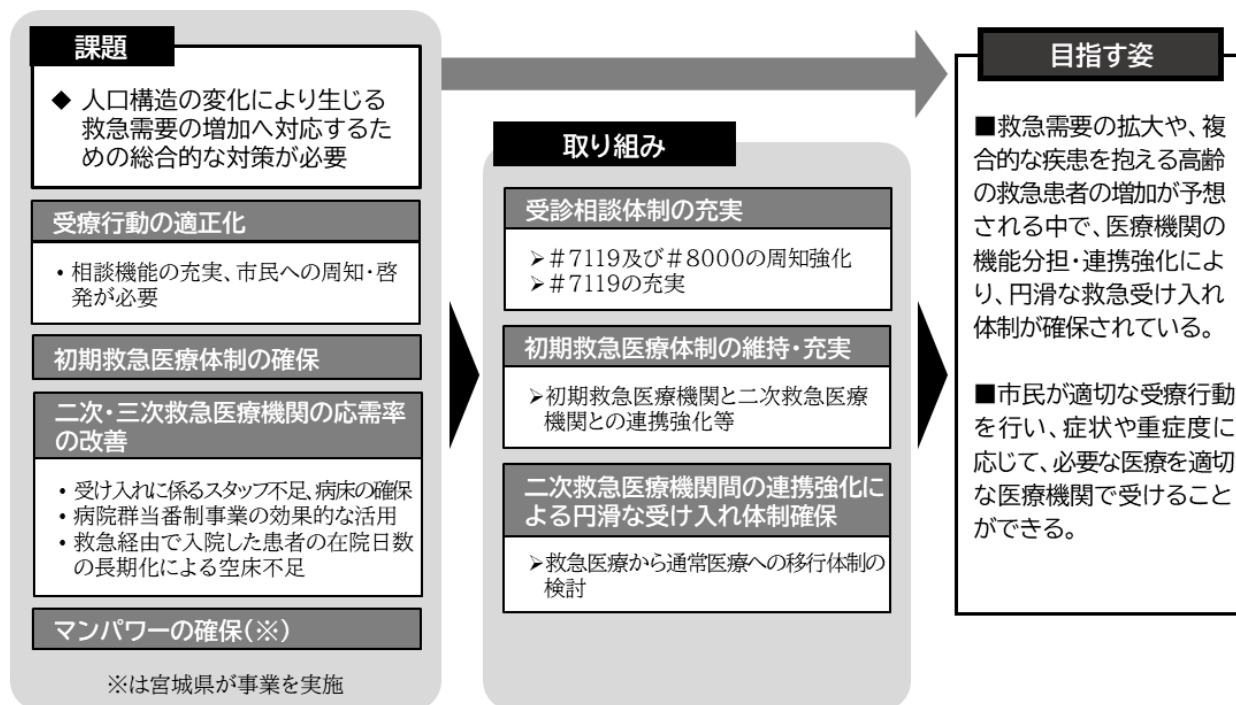 課題
◆ 人口構造の変化により生じる
救急需要の増加へ対応するた
めの総合的な対策が必要
受療行動の適正化
・相談機能の充実、市民への周知・啓
発が必要
初期救急医療体制の確保
二次・三次救急医療機関の応需率
の改善
・受け入れに係るスタッフ不足、病床の確保
・病院群当番制事業の効果的な活用
・救急経由で入院した患者の在院日数
の長期化による空床不足
マンパワーの確保(※)
※は宮城県が事業を実施
取り組み
受診相談体制の充実
➢#7119及び#8000の周知強化
➢#7119の充実
初期救急医療体制の維持・充実
➢初期救急医療機関と二次救急医療
機関との連携強化等
二次救急医療機関間の連携強化に
よる円滑な受け入れ体制確保
➢救急医療から通常医療への移行体制の
検討
目指す姿
■救急需要の拡大や、複
合的な疾患を抱える高齢
の救急患者の増加が予想
される中で、医療機関の
機能分担・連携強化によ
り、円滑な救急受け入れ
体制が確保されている。
■市民が適切な受療行動
を行い、症状や重症度に
応じて、必要な医療を適切
な医療機関で受けること
ができる。